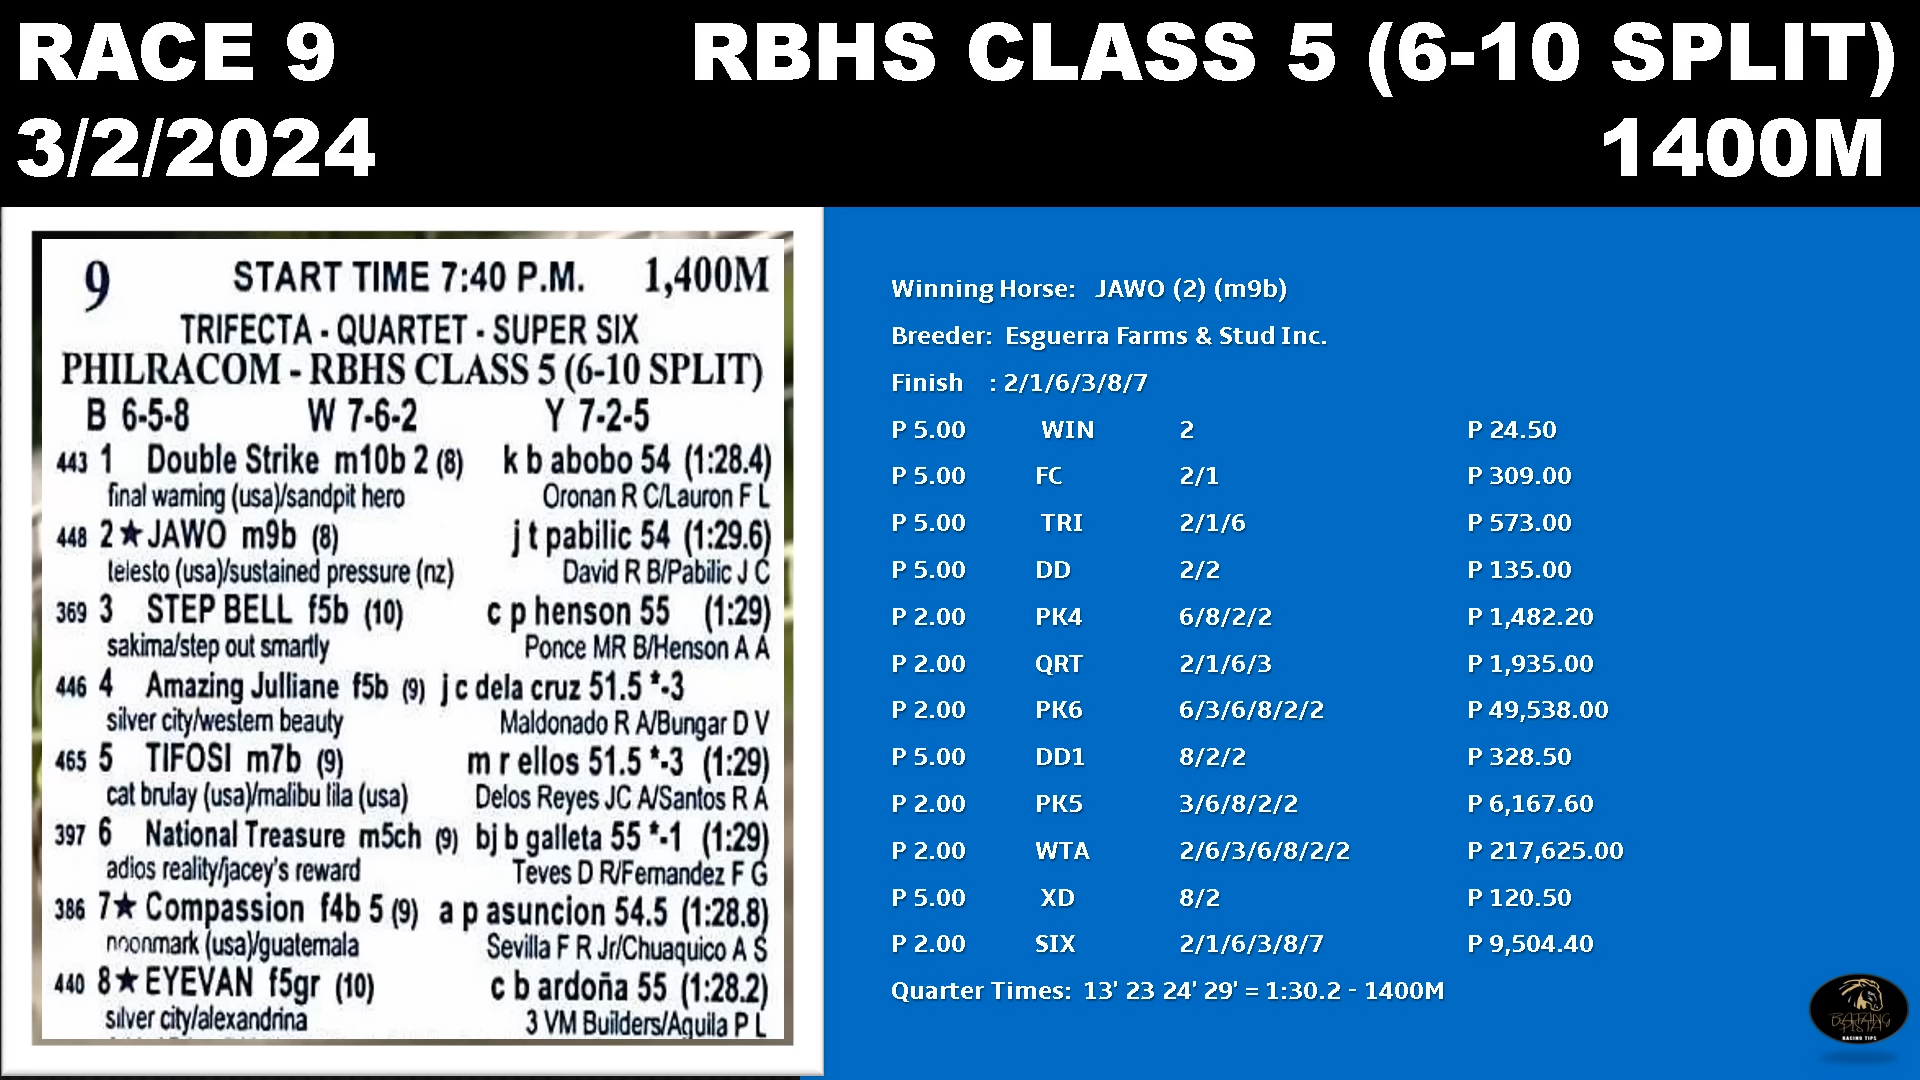 RACE 9 RBHS CLASS 5 (6-10 SPLIT)
3/2/2024 1400M
9 START TIME 7:40 P.M. 1,400M
TRIFECTA - QUARTET - SUPER SIX
PHILRACOM - RBHS CLASS 5 (6-10 SPLIT)
B 6-5-8 W 7-6-2 Y 7-2-5
443 1 Double Strike m10b 2 (8) k b abobo 54 (1:28.4)
final warning (usa)/sandpit hero Oronan R C/Lauron F L
448 2★JAWO m9b (8) j t pabilic 54 (1:29.6)
telesto (usa)/sustained pressure (nz) David R B/Pabilic J C
369 3 STEP BELL f5b (10) c p henson 55 (1:29)
sakima/step out smartly Ponce MR B/Henson A A
446 4 Amazing Julliane f5b (9) j c dela cruz 51.5 *-3
silver city/western beauty Maldonado R A/Bungar D V
465 5 TIFOSI m7b (9) m r ellos 51.5 *-3 (1:29)
cat brulay (usa)/malibu lila (usa) Delos Reyes JC A/Santos R A
397 6 National Treasure m5ch (9) bj b galleta 55 *-1 (1:29)
adios reality/jacey's reward Teves D R/Fernandez F G
386 7★ Compassion f4b 5 (9) a p asuncion 54.5 (1:28.8)
noonmark (usa)/guatemala Sevilla F R Jr/Chuaquico A S
440 8★EYEVAN f5gr (10) c b ardoña 55 (1:28.2)
silver city/alexandrina 3 VM Builders/Aquila P L
Winning Horse: JAWO (2) (m9b)
Breeder: Esguerra Farms & Stud Inc.
Finish : 2/1/6/3/8/7
P 5.00 WIN 2 P 24.50
P 5.00 FC 2/1 P 309.00
P 5.00 TRI 2/1/6 P 573.00
P 5.00 DD 2/2 P 135.00
P 2.00 PK4 6/8/2/2 P 1,482.20
P 2.00 QRT 2/1/6/3 P 1,935.00
P 2.00 PK6 6/3/6/8/2/2 P 49,538.00
P 5.00 DD1 8/2/2 P 328.50
P 2.00 PK5 3/6/8/2/2 P 6,167.60
P 2.00 WTA 2/6/3/6/8/2/2 P 217,625.00
P 5.00 XD 8/2 P 120.50
P 2.00 SIX 2/1/6/3/8/7 P 9,504.40
Quarter Times: 13' 23 24' 29' = 1:30.2 - 1400M
BATANG
PISTA
RACING TIPS